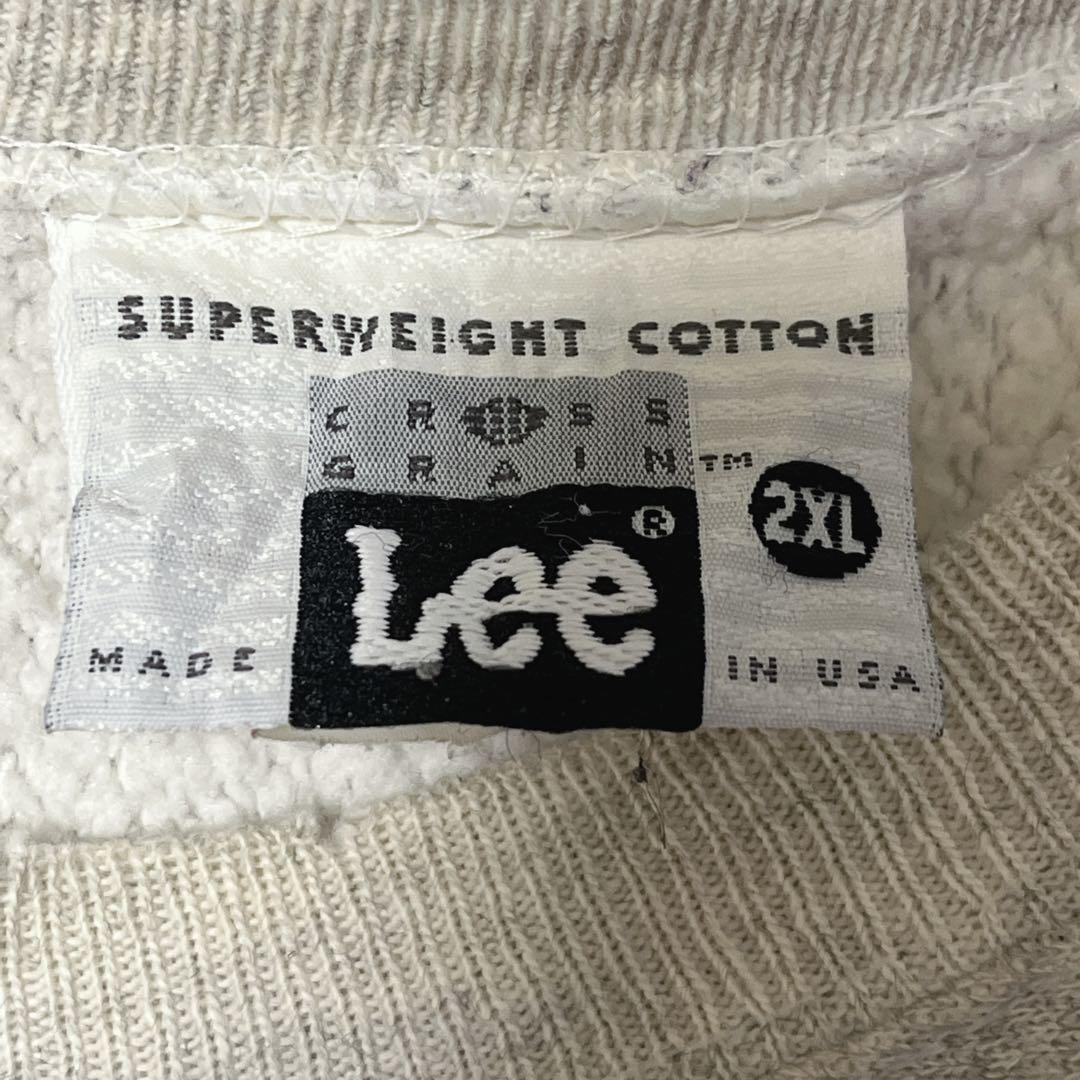 SUPERWEIGHT COTTON
CROSS
GRAIN™
Lee®
2XL
MADE IN USA